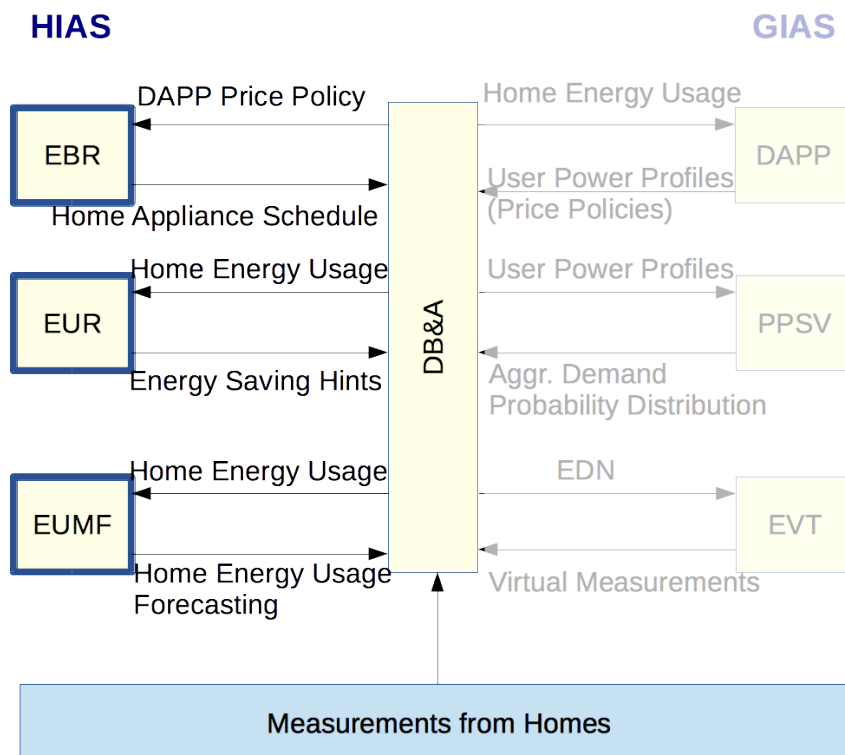 HIAS
GIAS
DAPP Price Policy
Home Energy Usage
EBR
DAPP
User Power Profiles
(Price Policies)
Home Appliance Schedule
Home Energy Usage
User Power Profiles
EUR
DB&A
PPSV
Energy Saving Hints
Aggr. Demand
Probability Distribution
Home Energy Usage
EDN
EUMF
EVT
Home Energy Usage
Forecasting
Virtual Measurements
Measurements from Homes